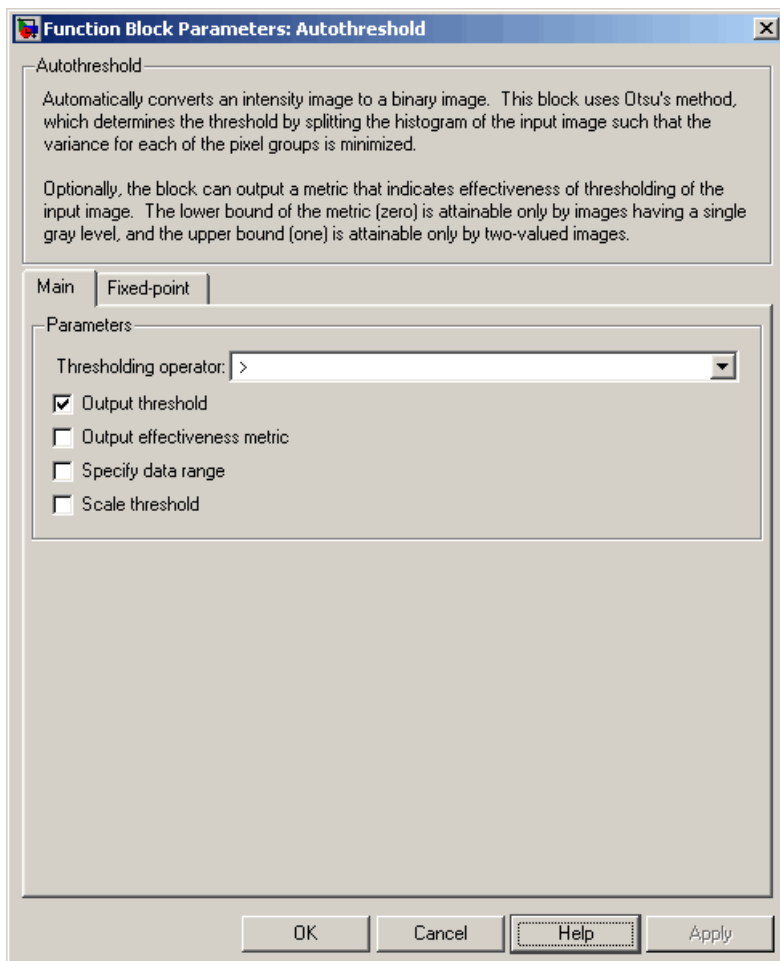 Function Block Parameters: Autothreshold
Autothreshold
Automatically converts an intensity image to a binary image.  This block uses Otsu's method,
which determines the threshold by splitting the histogram of the input image such that the
variance for each of the pixel groups is minimized.
Optionally, the block can output a metric that indicates effectiveness of thresholding of the
input image.  The lower bound of the metric (zero) is attainable only by images having a single
gray level, and the upper bound (one) is attainable only by two-valued images.
Main Fixed-point
Parameters
Thresholding operator: >
Output threshold
Output effectiveness metric
Specify data range
Scale threshold
OK Cancel Help Apply